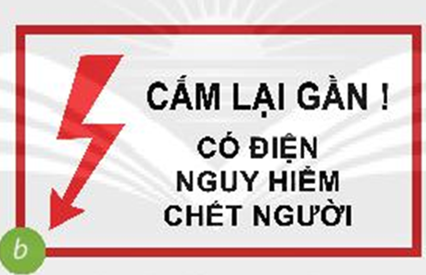 CẤM LẠI GẦN !
CÓ ĐIỆN
NGUY HIỂM
CHẾT NGƯỜI
b